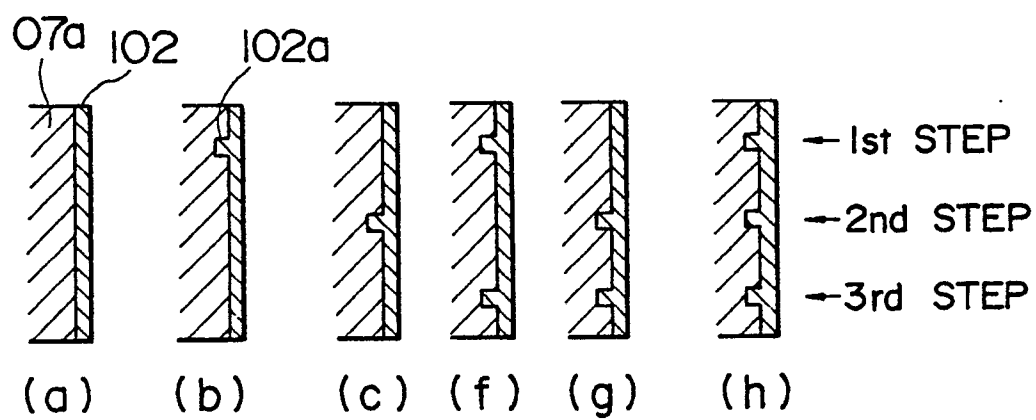 07a 102 102a
1st STEP
2nd STEP
3rd STEP
(a) (b) (c) (f) (g) (h)